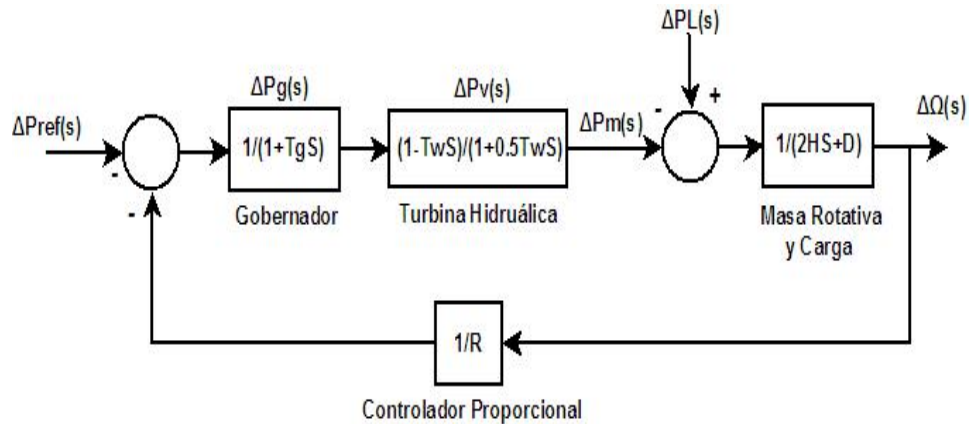 ΔPL(s)
ΔPg(s)
ΔPv(s)
ΔPref(s)
ΔPm(s)
ΔΩ(s)
-
+
1/(1+TgS)
(1-TwS)/(1+0.5TwS)
1/(2HS+D)
-
-
-
Gobernador
Turbina Hidruálica
Masa Rotativa
y Carga
1/R
Controlador Proporcional